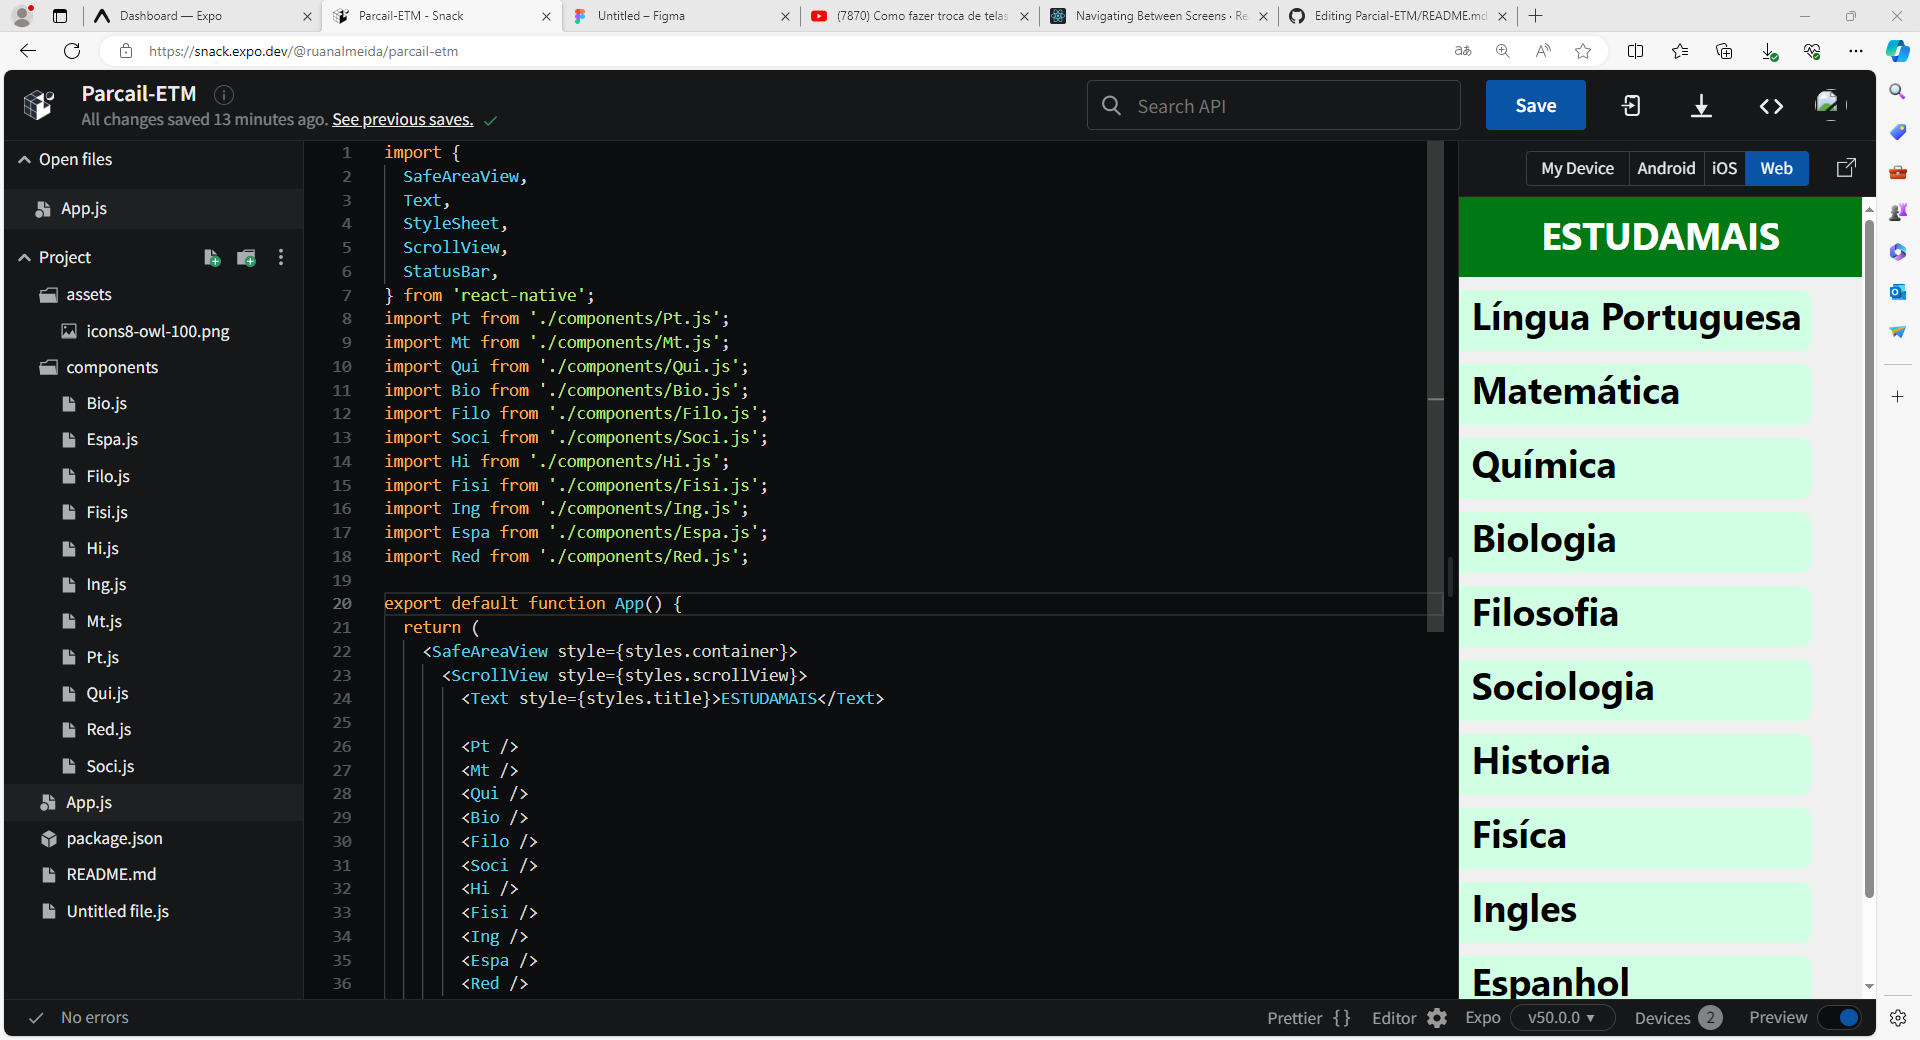 Dashboard — Expo
Parcail-ETM - Snack
Untitled – Figma
(7870) Como fazer troca de telas
Navigating Between Screens · Re
Editing Parcial-ETM/README.md
https://snack.expo.dev/@ruanalmeida/parcail-etm
Parcail-ETM
All changes saved 13 minutes ago. See previous saves.
Search API
Save
Open files
App.js
Project
assets
icons8-owl-100.png
components
Bio.js
Espa.js
Filo.js
Fisi.js
Hi.js
Ing.js
Mt.js
Pt.js
Qui.js
Red.js
Soci.js
App.js
package.json
README.md
Untitled file.js
1 import {
2 SafeAreaView,
3 Text,
4 StyleSheet,
5 ScrollView,
6 StatusBar,
7 } from 'react-native';
8 import Pt from './components/Pt.js';
9 import Mt from './components/Mt.js';
10 import Qui from './components/Qui.js';
11 import Bio from './components/Bio.js';
12 import Filo from './components/Filo.js';
13 import Soci from './components/Soci.js';
14 import Hi from './components/Hi.js';
15 import Fisi from './components/Fisi.js';
16 import Ing from './components/Ing.js';
17 import Espa from './components/Espa.js';
18 import Red from './components/Red.js';
19
20 export default function App() {
21 return (
22 <SafeAreaView style={styles.container}>
23 <ScrollView style={styles.scrollView}>
24 <Text style={styles.title}>ESTUDAMAIS</Text>
25
26 <Pt />
27 <Mt />
28 <Qui />
29 <Bio />
30 <Filo />
31 <Soci />
32 <Hi />
33 <Fisi />
34 <Ing />
35 <Espa />
36 <Red />
My Device Android iOS Web
ESTUDAMAIS
Língua Portuguesa
Matemática
Química
Biologia
Filosofia
Sociologia
Historia
Fisíca
Ingles
Espanhol
No errors
Prettier {} Editor Expo v50.0.0 Devices 2 Preview